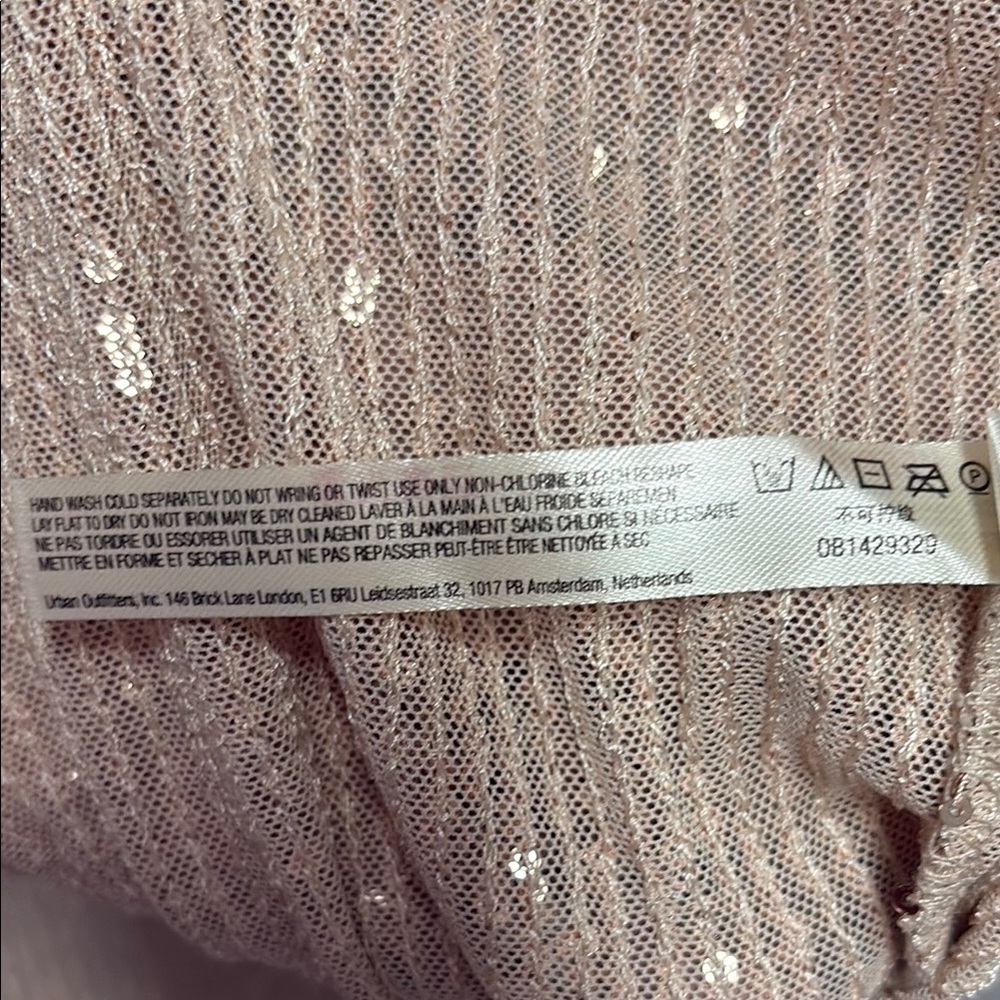 HAND WASH COLD SEPARATELY DO NOT WRING OR TWIST USE ONLY NON-CHLORINE BLEACH RESHAPE
LAY FLAT TO DRY DO NOT IRON MAY BE DRY CLEANED LAVER À LA MAIN À L'EAU FROIDE SÉPAREMEN
NE PAS TORDRE OU ESSORER UTILISER UN AGENT DE BLANCHIMENT SANS CHLORE SI NÉCESSAIRE
METTRE EN FORME ET SECHER À PLAT NE PAS REPASSER PEUT-ÊTRE ÊTRE NETTOYÉE À SEC
Urban Outfitters, Inc. 146 Brick Lane London, E1 6RU Leidsestraat 32, 1017 PB Amsterdam, Netherlands
P
不可拧绞
OB1429329